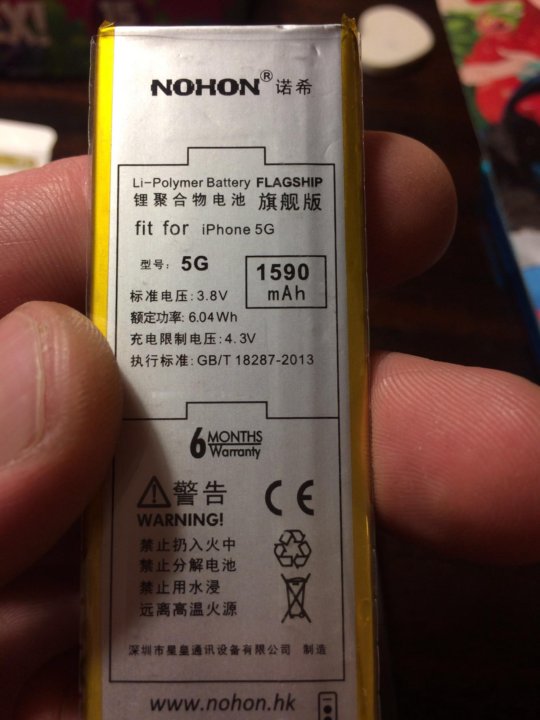 NOHON® 诺希
Li-Polymer Battery FLAGSHIP
锂聚合物电池 旗舰版
fit for iPhone 5G
型号: 5G
1590 mAh
标准电压: 3.8V
额定功率: 6.04Wh
充电限制电压: 4.3V
执行标准: GB/T 18287-2013
6 MONTHS
Warranty
警告
WARNING!
CE
禁止扔入火中
禁止分解电池
禁止用水浸
远离高温火源
深圳市星皇通讯设备有限公司 制造
www.nohon.hk